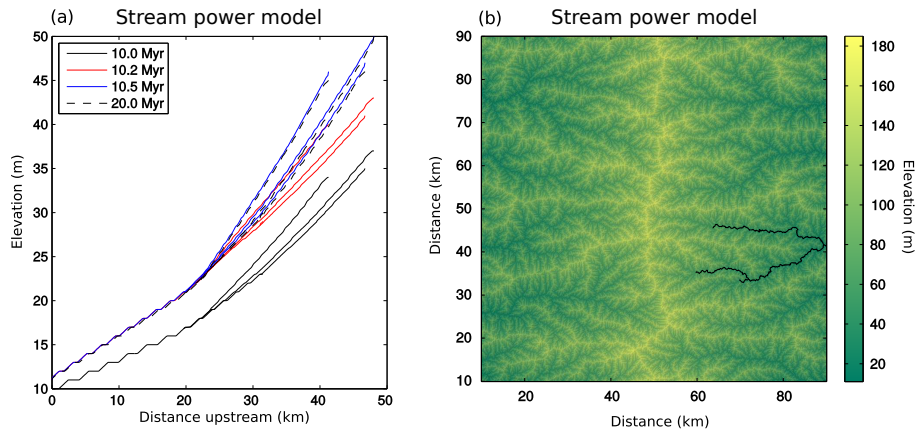 (a) Stream power model
10.0 Myr
10.2 Myr
10.5 Myr
20.0 Myr
50
45
40
35
30
25
20
15
10
Elevation (m)
0 10 20 30 40 50
Distance upstream (km)
(b) Stream power model
90
80
70
60
50
40
30
20
10
Distance (km)
20 40 60 80
Distance (km)
180
160
140
120
100
80
60
40
20
Elevation (m)